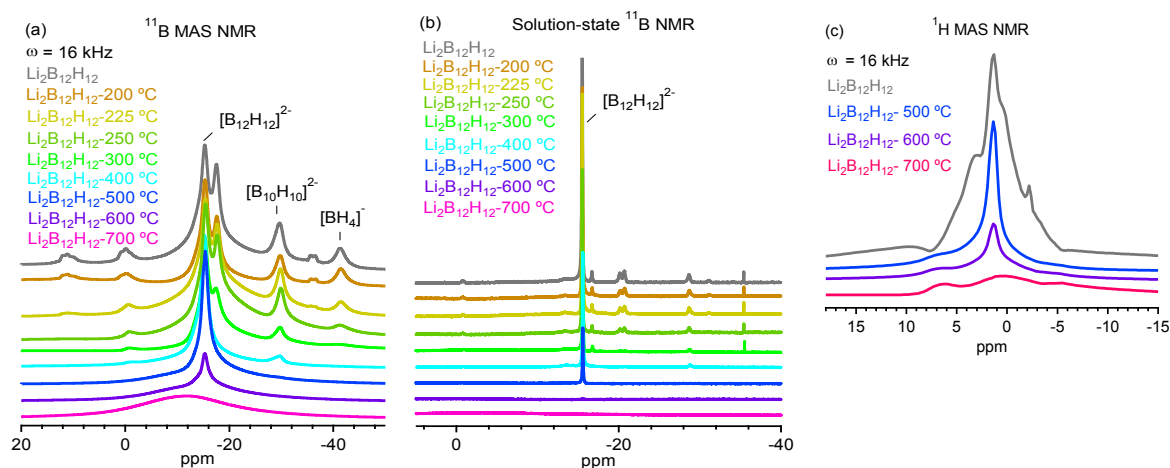 (a) ¹¹B MAS NMR
ω = 16 kHz
Li₂B₁₂H₁₂
Li₂B₁₂H₁₂-200 ºC
Li₂B₁₂H₁₂-225 ºC
Li₂B₁₂H₁₂-250 ºC
Li₂B₁₂H₁₂-300 ºC
Li₂B₁₂H₁₂-400 ºC
Li₂B₁₂H₁₂-500 ºC
Li₂B₁₂H₁₂-600 ºC
Li₂B₁₂H₁₂-700 ºC
[B₁₂H₁₂]²⁻
[B₁₀H₁₀]²⁻
[BH₄]⁻
20 0 -20 -40
ppm
(b) Solution-state ¹¹B NMR
Li₂B₁₂H₁₂
Li₂B₁₂H₁₂-200 ºC
Li₂B₁₂H₁₂-225 ºC
Li₂B₁₂H₁₂-250 ºC
Li₂B₁₂H₁₂-300 ºC
Li₂B₁₂H₁₂-400 ºC
Li₂B₁₂H₁₂-500 ºC
Li₂B₁₂H₁₂-600 ºC
Li₂B₁₂H₁₂-700 ºC
[B₁₂H₁₂]²⁻
0 -20 -40
ppm
(c) ¹H MAS NMR
ω = 16 kHz
Li₂B₁₂H₁₂
Li₂B₁₂H₁₂- 500 ºC
Li₂B₁₂H₁₂- 600 ºC
Li₂B₁₂H₁₂- 700 ºC
15 10 5 0 -5 -10 -15
ppm